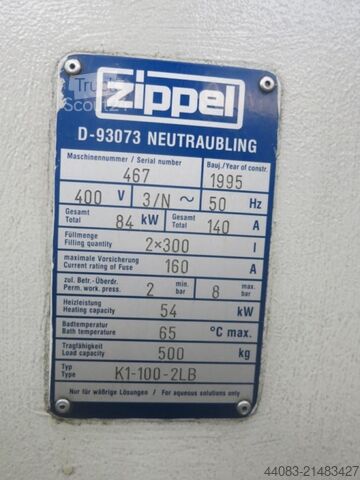 Truck
Scout24
zippel
D-93073 NEUTRAUBLING
Maschinennummer / Serial number Bauj./Year of constr.
467 1995
400 V 3/N ~ 50 Hz
Gesamt Total 84 kW Gesamt Total 140 A
Füllmenge
Filling quantity 2×300 l
maximale Vorsicherung
Current rating of Fuse 160 A
zul. Betr.-Überdr.
Perm. work. press. 2 min. bar 8 max. bar
Heizleistung
Heating capacity 54 kW
Badtemperatur
Bath temperature 65 °C max.
Tragfähigkeit
Load capacity 500 kg
Typ
Type K1-100-2LB
Nur für wäßrige Lösungen / For aqueous solutions only
44083-21483427